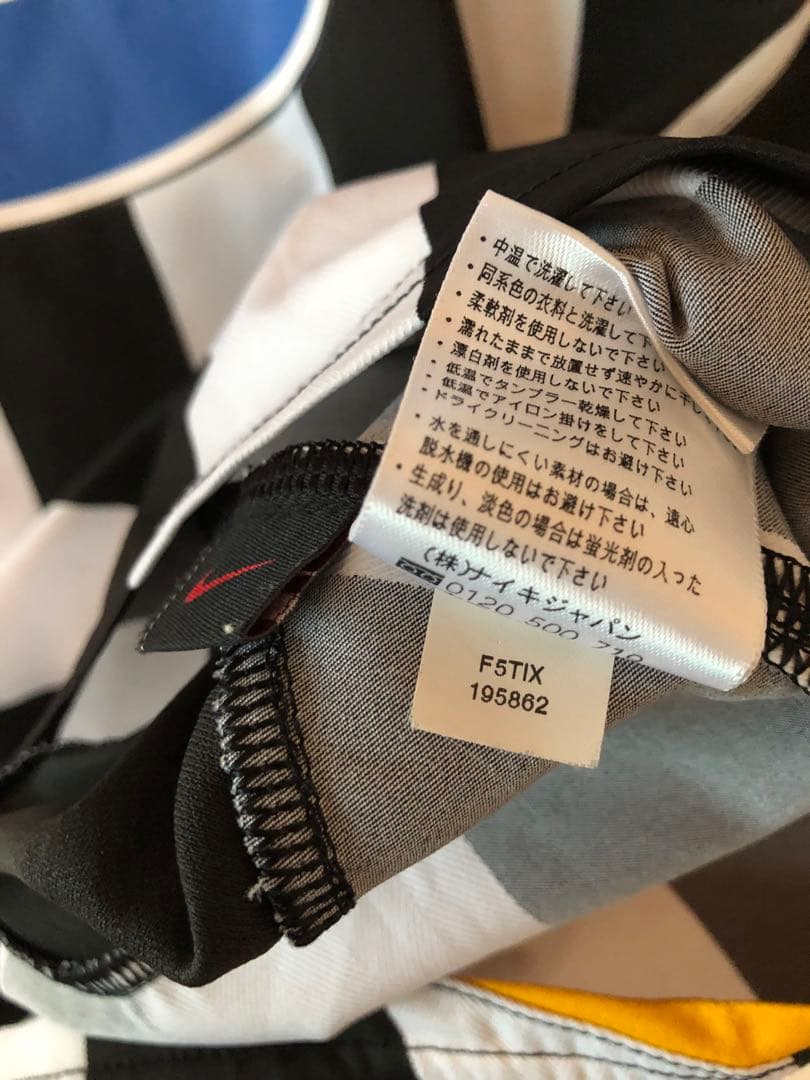 ・中温で洗濯して下さい
・同系色の衣料と洗濯して下
・柔軟剤を使用しないで下さい
・濡れたままで放置せず速やかに干し
・漂白剤を使用しないで下さい
・低温でタンブラー乾燥して下さい
・低温でアイロン掛けをして下さい
・ドライクリーニングはお避け下さい
・水を通しにくい素材の場合は、遠心
脱水機の使用はお避け下さい
・生成り、淡色の場合は蛍光剤の入った
洗剤は使用しないで下さい
(株)ナイキジャパン
0120 500 719
F5TIX
195862